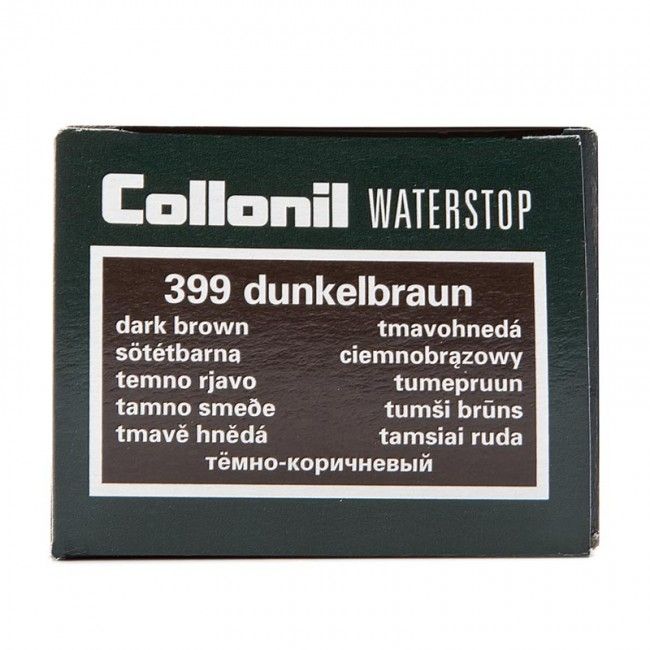 Collonil WATERSTOP
399 dunkelbraun
dark brown tmavohnedá
sötétbarna ciemnobrązowy
temno rjavo tumepruun
tamno smeđe tumši brūns
tmavě hnědá tamsiai ruda
тёмно-коричневый